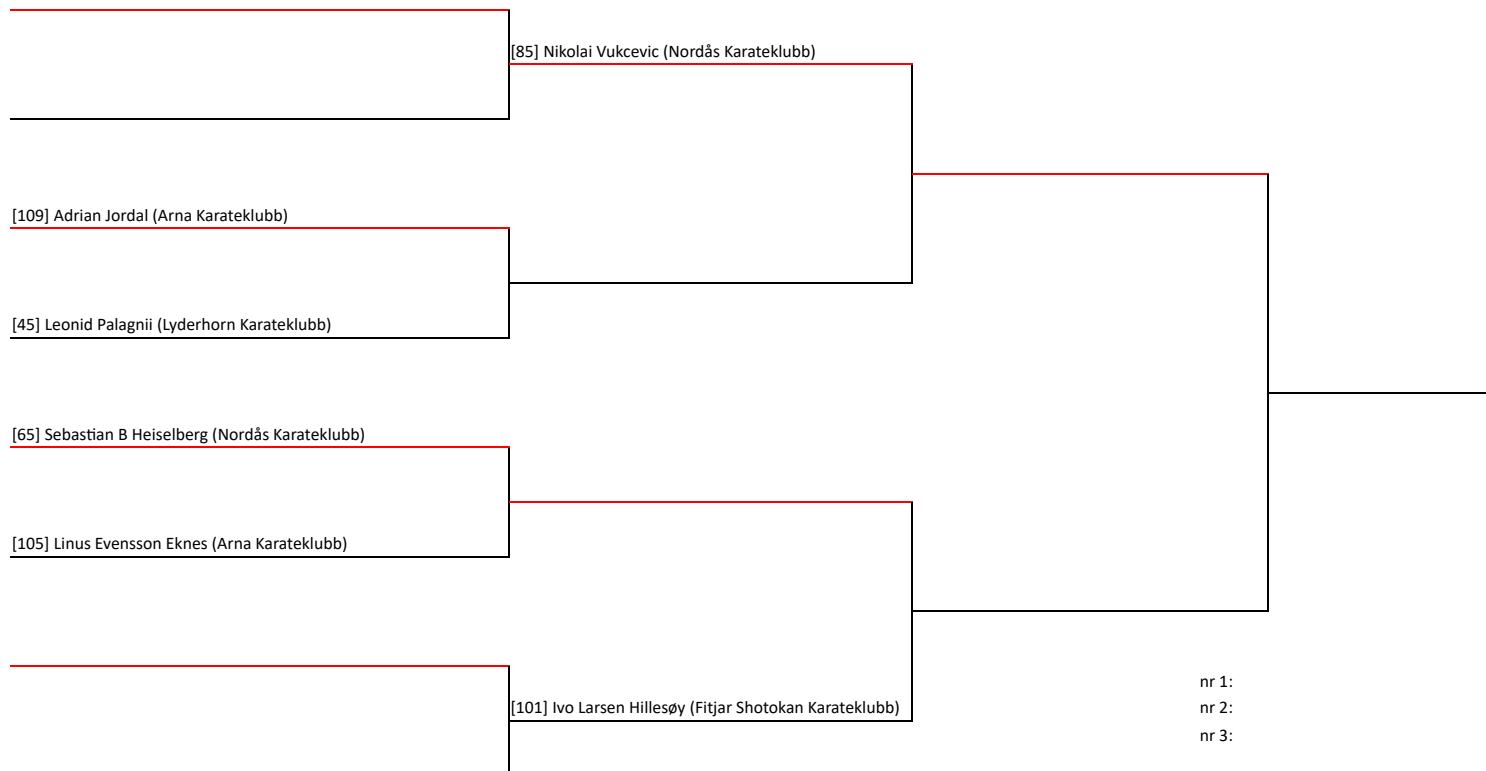 [85] Nikolai Vukcevic (Nordås Karateklubb)
[109] Adrian Jordal (Arna Karateklubb)
[45] Leonid Palagnii (Lyderhorn Karateklubb)
[65] Sebastian B Heiselberg (Nordås Karateklubb)
[105] Linus Evensson Eknes (Arna Karateklubb)
[101] Ivo Larsen Hillesøy (Fitjar Shotokan Karateklubb)
nr 1:
nr 2:
nr 3: